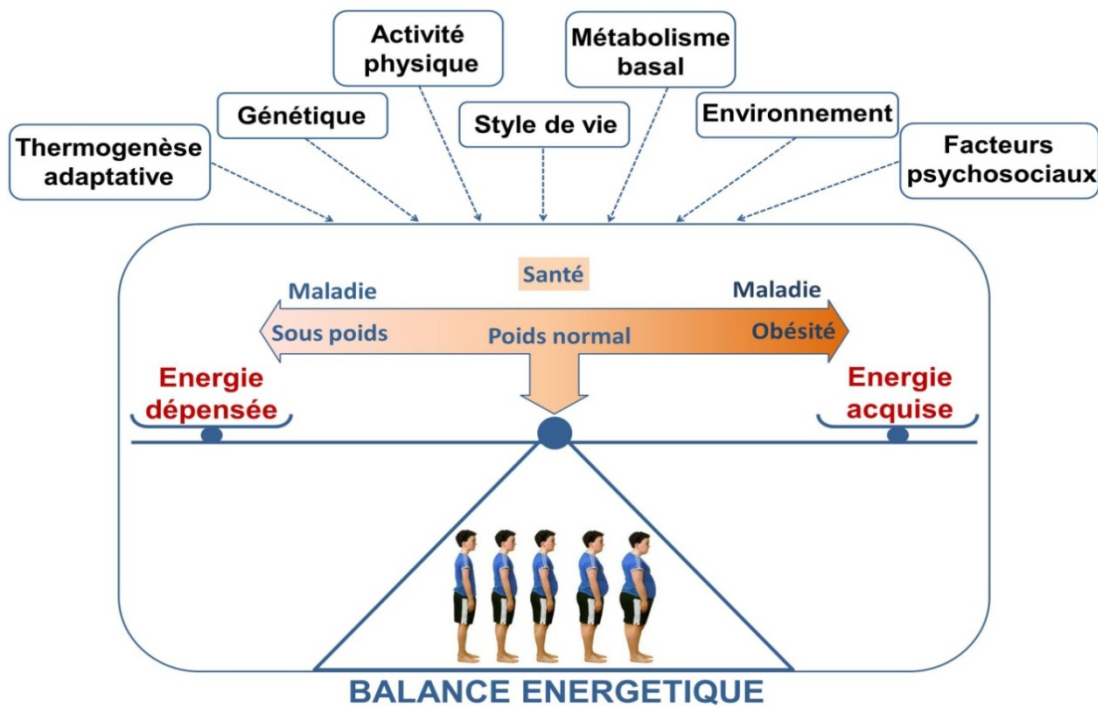 Activité
physique
Métabolisme
basal
Génétique
Style de vie
Environnement
Thermogenèse
adaptative
Facteurs
psychosociaux
Santé
Maladie
Maladie
Sous poids
Poids normal
Obésité
Energie
dépensée
Energie
acquise
BALANCE ENERGETIQUE